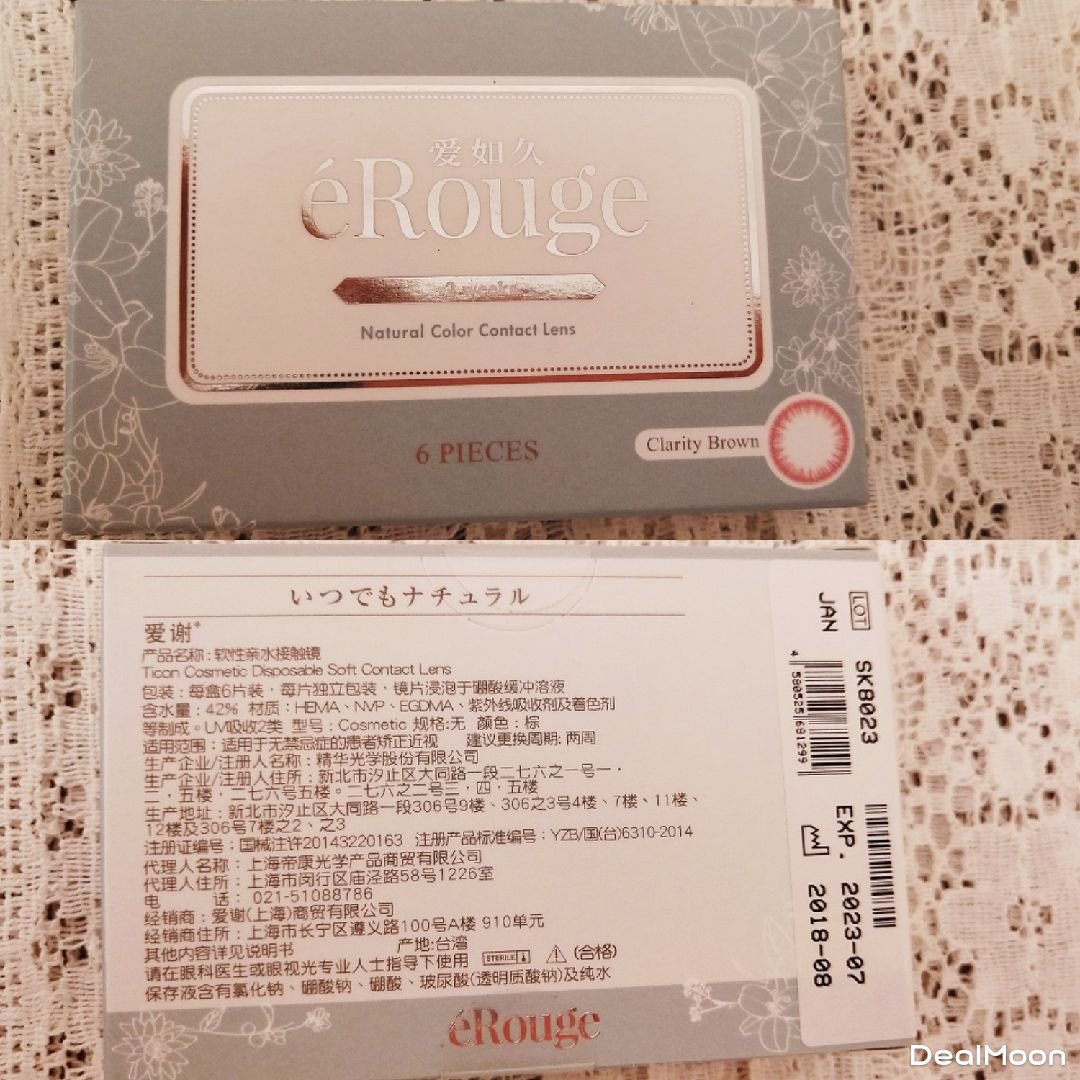 爱如久
éRouge
2 weeks
Natural Color Contact Lens
6 PIECES
Clarity Brown
いつでもナチュラル
爱谢®
产品名称：软性亲水接触镜
Ticon Cosmetic Disposable Soft Contact Lens
包装：每盒6片装，每片独立包装，镜片浸泡于硼酸缓冲溶液
含水量：42% 材质：HEMA、NVP、EGDMA、紫外线吸收剂及着色剂
等制成。UV吸收2类 型号：Cosmetic 规格:无 颜色：棕
适用范围：适用于无禁忌症的患者矫正近视 建议更换周期: 两周
生产企业/注册人名称：精华光学股份有限公司
生产企业/注册人住所：新北市汐止区大同路一段二七六之一号一，
二，五楼，二七六号五楼。二七六之二号三，四，五楼
生产地址：新北市汐止区大同路一段306号9楼、306之3号4楼、7楼、11楼、
12楼及306号7楼之2、之3
注册证编号：国械注许20143220163 注册产品标准编号：YZB/国(台)6310-2014
代理人名称：上海帝康光学产品商贸有限公司
代理人住所：上海市闵行区庙泾路58号1226室
电 话：021-51088786
经销商：爱谢(上海)商贸有限公司
经销商住所：上海市长宁区遵义路100号A楼 910单元
其他内容详见说明书 产地:台湾
请在眼科医生或眼视光专业人士指导下使用 STERILE (合格)
保存液含有氯化钠、硼酸钠、硼酸、玻尿酸(透明质酸钠)及纯水
éRouge
LOT SK8023
JAN
4 580525 681299
EXP. 2023-07
2018-08
DealMoon